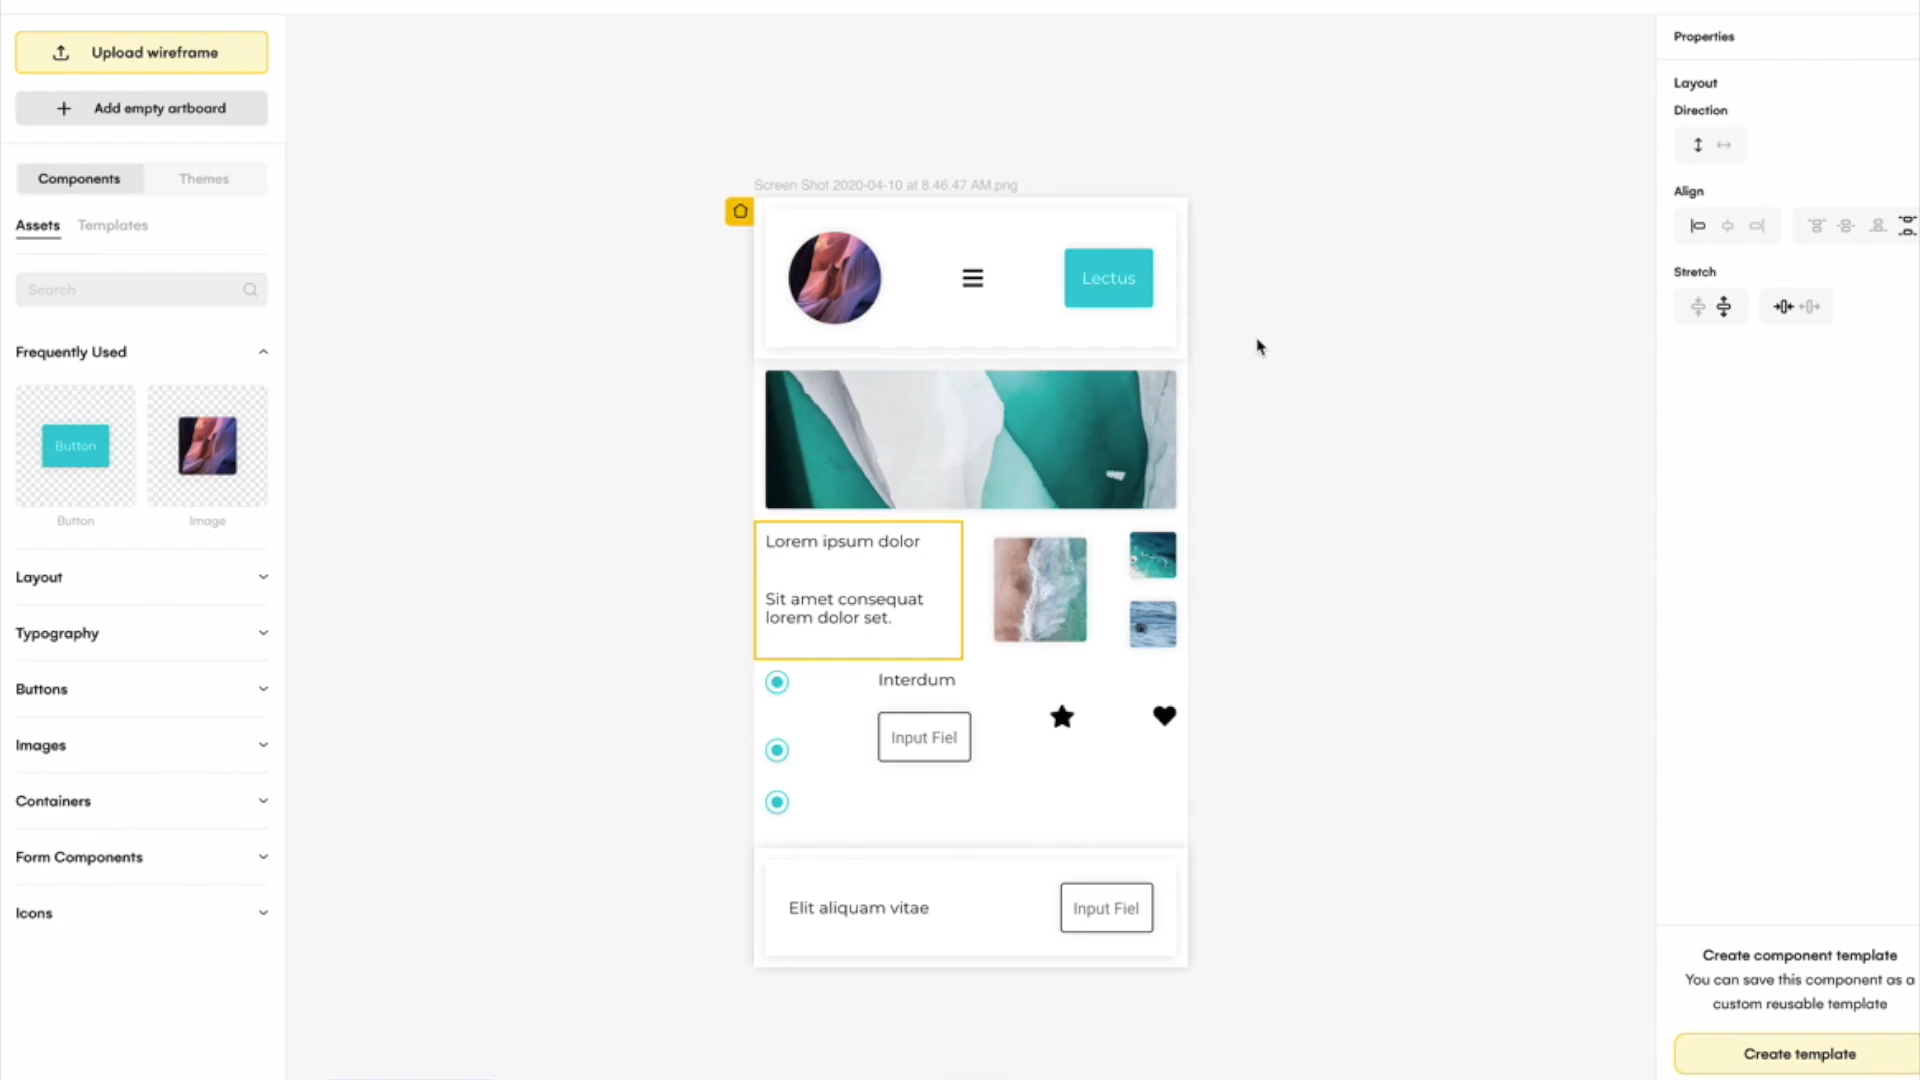 Upload wireframe
Add empty artboard
Components Themes
Assets Templates
Search
Frequently Used
Button
Button Image
Layout
Typography
Buttons
Images
Containers
Form Components
Icons
Screen Shot 2020-04-10 at 8.46.47 AM.png
Lectus
Lorem ipsum dolor
Sit amet consequat
lorem dolor set.
Interdum
Input Fiel
Elit aliquam vitae
Input Fiel
Properties
Layout
Direction
Align
Stretch
Create component template
You can save this component as a
custom reusable template
Create template